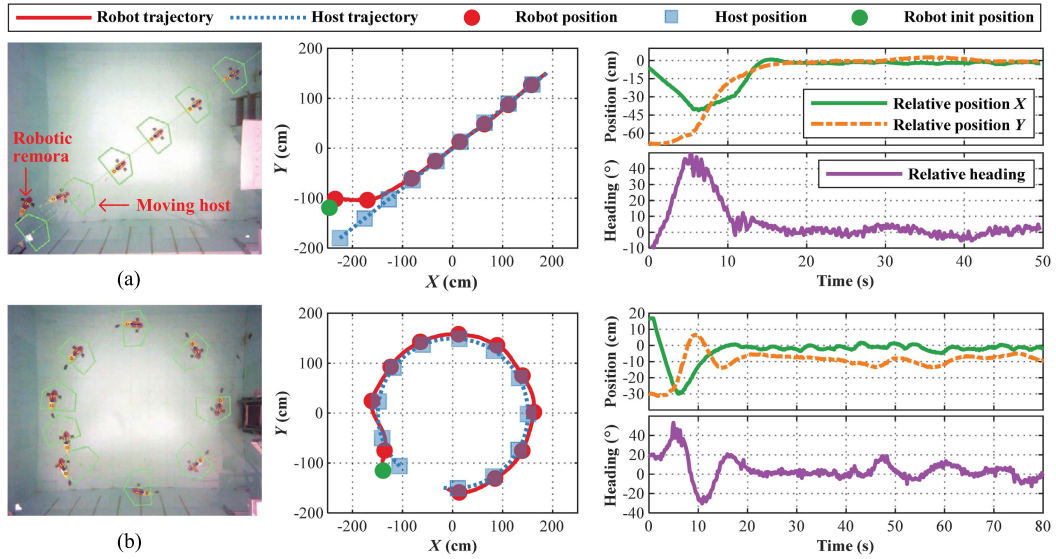 Robot trajectory Host trajectory Robot position Host position Robot init position
Robotic
remora
Moving host
(a)
200
100
0
-100
-200
Y (cm)
-200 -100 0 100 200
X (cm)
0
-15
-30
-45
-60
Position (cm)
Relative position X
Relative position Y
50
40
30
20
10
0
-10
Heading (°)
Relative heading
0 10 20 30 40 50
Time (s)
(b)
200
100
0
-100
-200
Y (cm)
-200 -100 0 100 200
X (cm)
20
10
0
-10
-20
-30
Position (cm)
60
40
20
0
-20
-40
Heading (°)
0 10 20 30 40 50 60 70 80
Time (s)